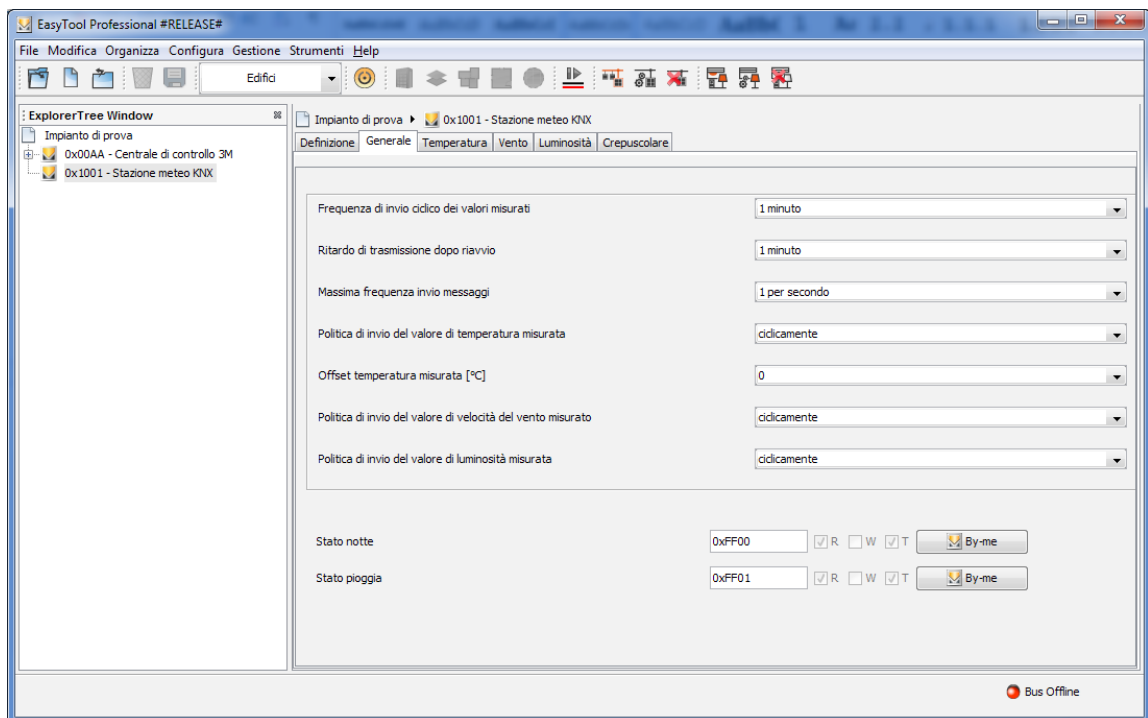 EasyTool Professional #RELEASE#
File Modifica Organizza Configura Gestione Strumenti Help
Edifici
ExplorerTree Window
Impianto di prova
0x00AA - Centrale di controllo 3M
0x1001 - Stazione meteo KNX
Impianto di prova 0x1001 - Stazione meteo KNX
Definizione Generale Temperatura Vento Luminosità Crepuscolare
Frequenza di invio ciclico dei valori misurati 1 minuto
Ritardo di trasmissione dopo riavvio 1 minuto
Massima frequenza invio messaggi 1 per secondo
Politica di invio del valore di temperatura misurata ciclicamente
Offset temperatura misurata [°C] 0
Politica di invio del valore di velocità del vento misurato ciclicamente
Politica di invio del valore di luminosità misurata ciclicamente
Stato notte 0xFF00 R W T By-me
Stato pioggia 0xFF01 R W T By-me
Bus Offline